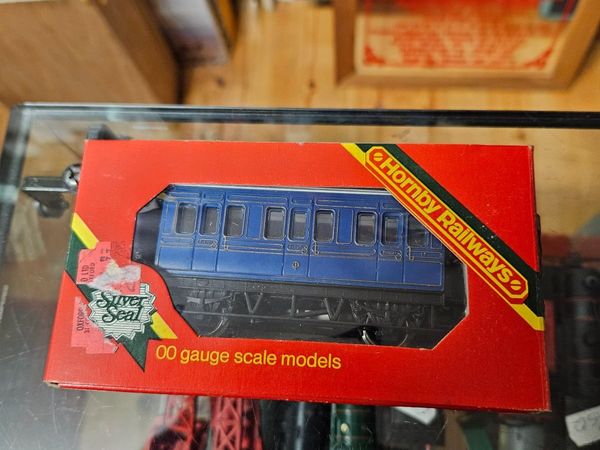 Hornby Railways
Silver
Seal
00 gauge scale models